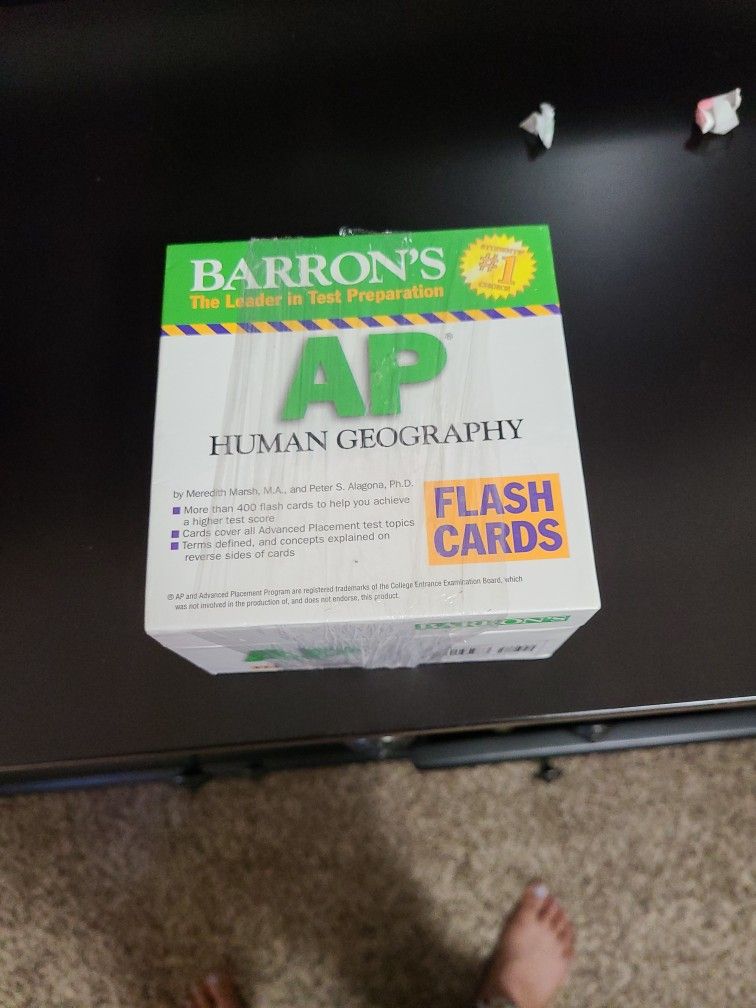 BARRON'S
The Leader in Test Preparation
STUDENTS'
#1
CHOICE
AP®
HUMAN GEOGRAPHY
by Meredith Marsh, M.A., and Peter S. Alagona, Ph.D.
■ More than 400 flash cards to help you achieve
a higher test score
■ Cards cover all Advanced Placement test topics
■ Terms defined, and concepts explained on
reverse sides of cards
FLASH
CARDS
® AP and Advanced Placement Program are registered trademarks of the College Entrance Examination Board, which
was not involved in the production of, and does not endorse, this product.
BARRON'S